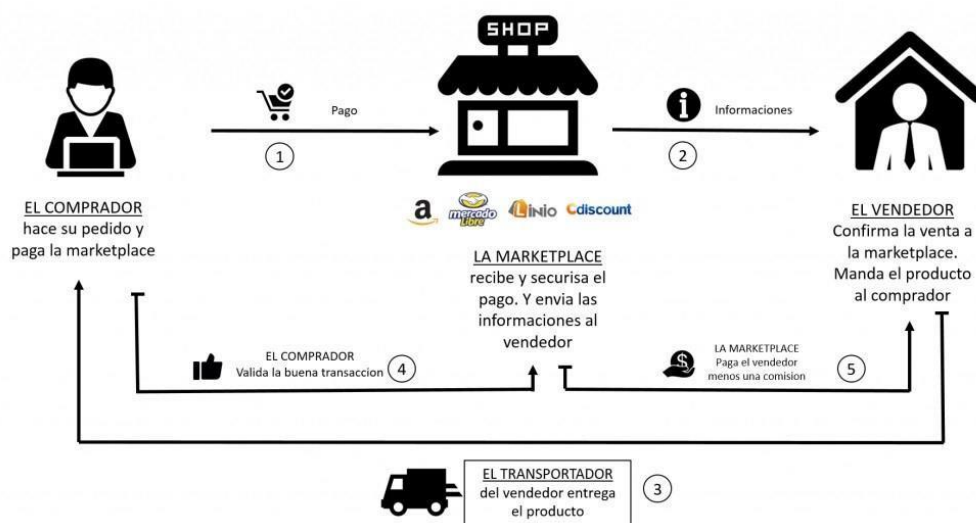 SHOP
Pago
1
Informaciones
2
a
mercado
libre
Linio
Cdiscount
EL COMPRADOR
hace su pedido y
paga la marketplace
LA MARKETPLACE
recibe y securisa el
pago. Y envia las
informaciones al
vendedor
EL VENDEDOR
Confirma la venta a
la marketplace.
Manda el producto
al comprador
EL COMPRADOR
Valida la buena transaccion
4
LA MARKETPLACE
Paga el vendedor
menos una comision
5
EL TRANSPORTADOR
del vendedor entrega
el producto
3